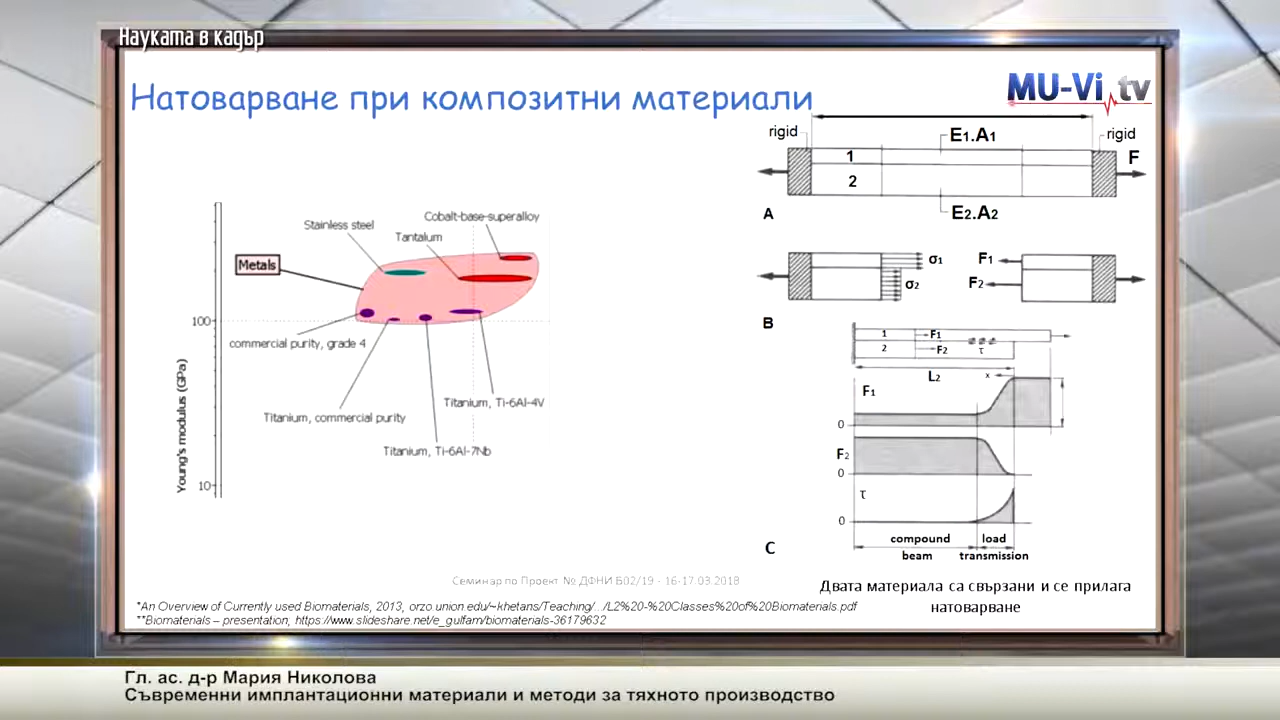 Науката в кадър
Натоварване при композитни материали
MU-Vi.tv
rigid
E₁.A₁
rigid
1
F
2
A
E₂.A₂
Cobalt-base-superalloy
Stainless steel
Tantalum
Metals
100
commercial purity, grade 4
Titanium, commercial purity
Titanium, Ti-6Al-4V
Titanium, Ti-6Al-7Nb
Young's modulus (GPa)
10
σ₁
σ₂
F₁
F₂
B
1
F₁
2
F₂
τ
L₂
x
F₁
0
F₂
0
τ
0
compound
load
beam
transmission
C
Двата материала са свързани и се прилага
натоварване
Семинар по Проект № ДФНИ Б02/19 - 16-17.03.2018
*An Overview of Currently used Biomaterials, 2013, orzo.union.edu/~khetans/Teaching/.../L2%20-%20Classes%20of%20Biomaterials.pdf
**Biomaterials – presentation, https://www.slideshare.net/e_gulfam/biomaterials-36179632
Гл. ас. д-р Мария Николова
Съвременни имплантационни материали и методи за тяхното производство